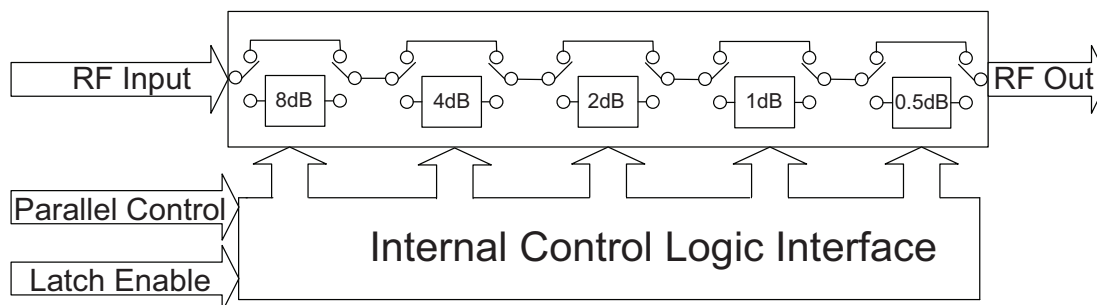 RF Input
8dB
4dB
2dB
1dB
0.5dB
RF Out
Parallel Control
Internal Control Logic Interface
Latch Enable